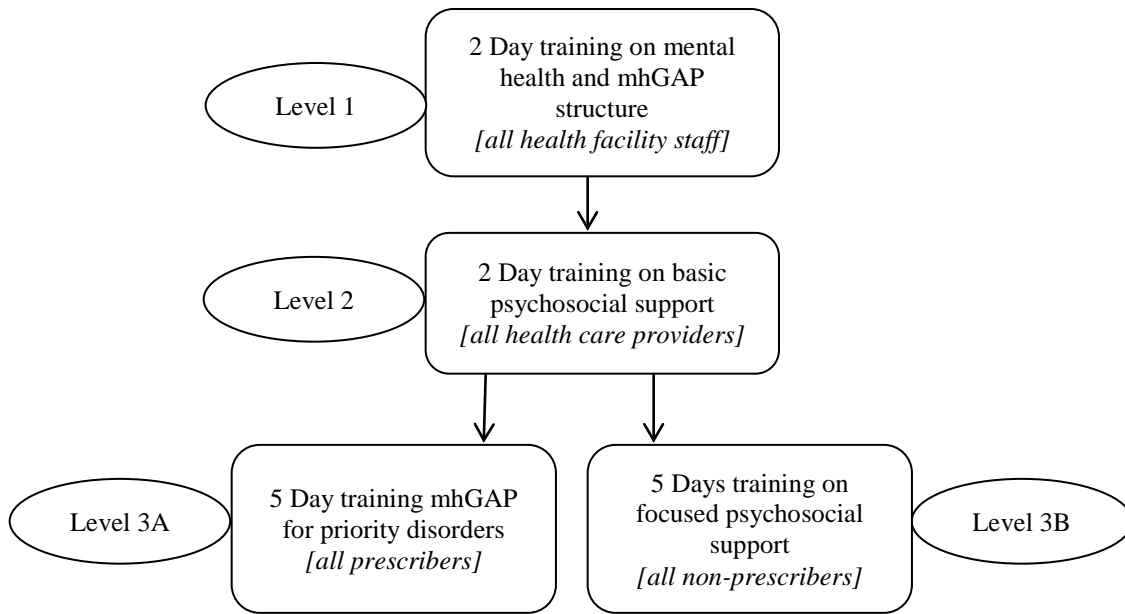 Level 1
2 Day training on mental
health and mhGAP
structure
[all health facility staff]
Level 2
2 Day training on basic
psychosocial support
[all health care providers]
Level 3A
5 Day training mhGAP
for priority disorders
[all prescribers]
5 Days training on
focused psychosocial
support
[all non-prescribers]
Level 3B